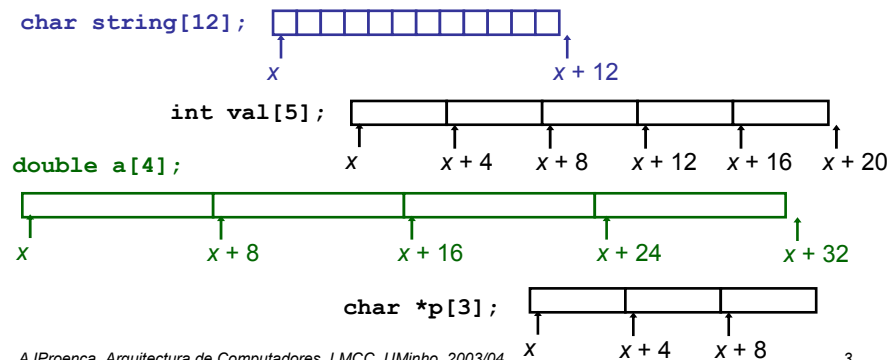 char string[12];
x x + 12
int val[5];
x x + 4 x + 8 x + 12 x + 16 x + 20
double a[4];
x x + 8 x + 16 x + 24 x + 32
char *p[3];
x x + 4 x + 8
AJProença, Arquitectura de Computadores, LMCC, UMinho, 2003/04 3